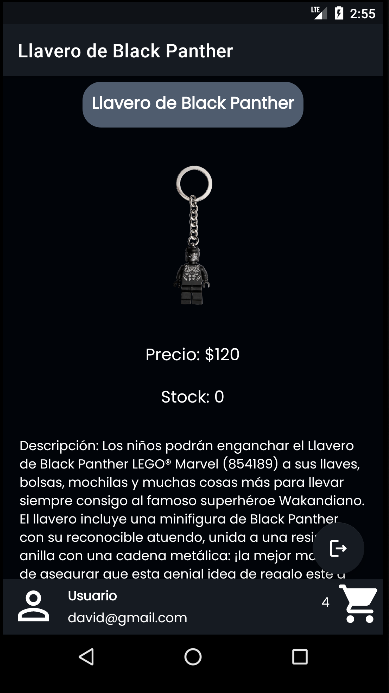 LTE 2:55
Llavero de Black Panther
Llavero de Black Panther
Precio: $120
Stock: 0
Descripción: Los niños podrán enganchar el Llavero
de Black Panther LEGO® Marvel (854189) a sus llaves,
bolsas, mochilas y muchas cosas más para llevar
siempre consigo al famoso superhéroe Wakandiano.
El llavero incluye una minifigura de Black Panther
con su reconocible atuendo, unida a una
anilla con una cadena metálica: ¡la mejor
de asegurar que esta genial idea de regalo esté a
Usuario
david@gmail.com
4